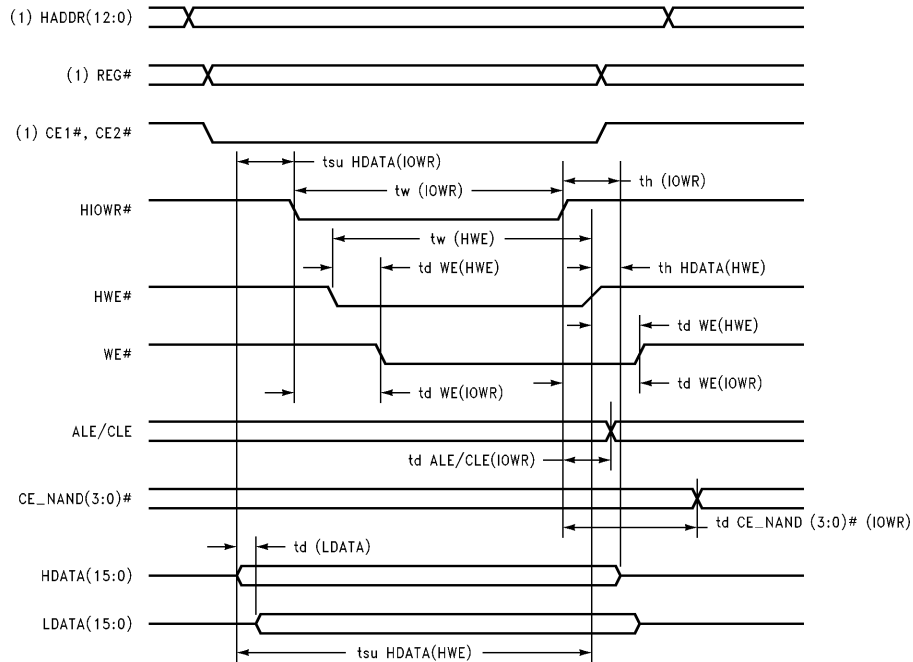 (1) HADDR(12:0)
(1) REG#
(1) CE1#, CE2#
tsu HDATA(IOWR)
tw (IOWR)
th (IOWR)
HIOWR#
tw (HWE)
td WE(HWE)
th HDATA(HWE)
HWE#
td WE(HWE)
WE#
td WE(IOWR)
td WE(IOWR)
ALE/CLE
td ALE/CLE(IOWR)
CE_NAND(3:0)#
td CE_NAND (3:0)# (IOWR)
td (LDATA)
HDATA(15:0)
LDATA(15:0)
tsu HDATA(HWE)